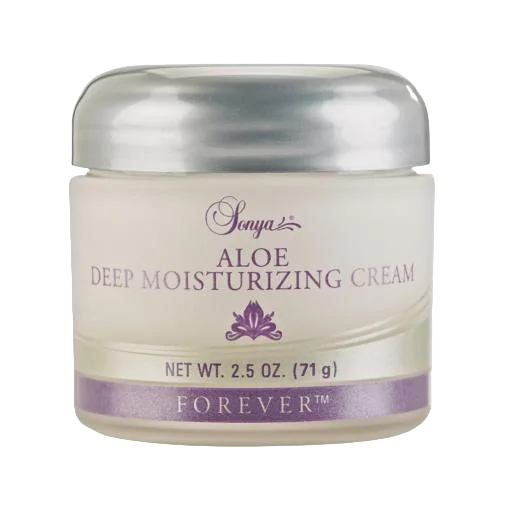 Sonya®
ALOE
DEEP MOISTURIZING CREAM
NET WT. 2.5 OZ. (71 g)
FOREVER™